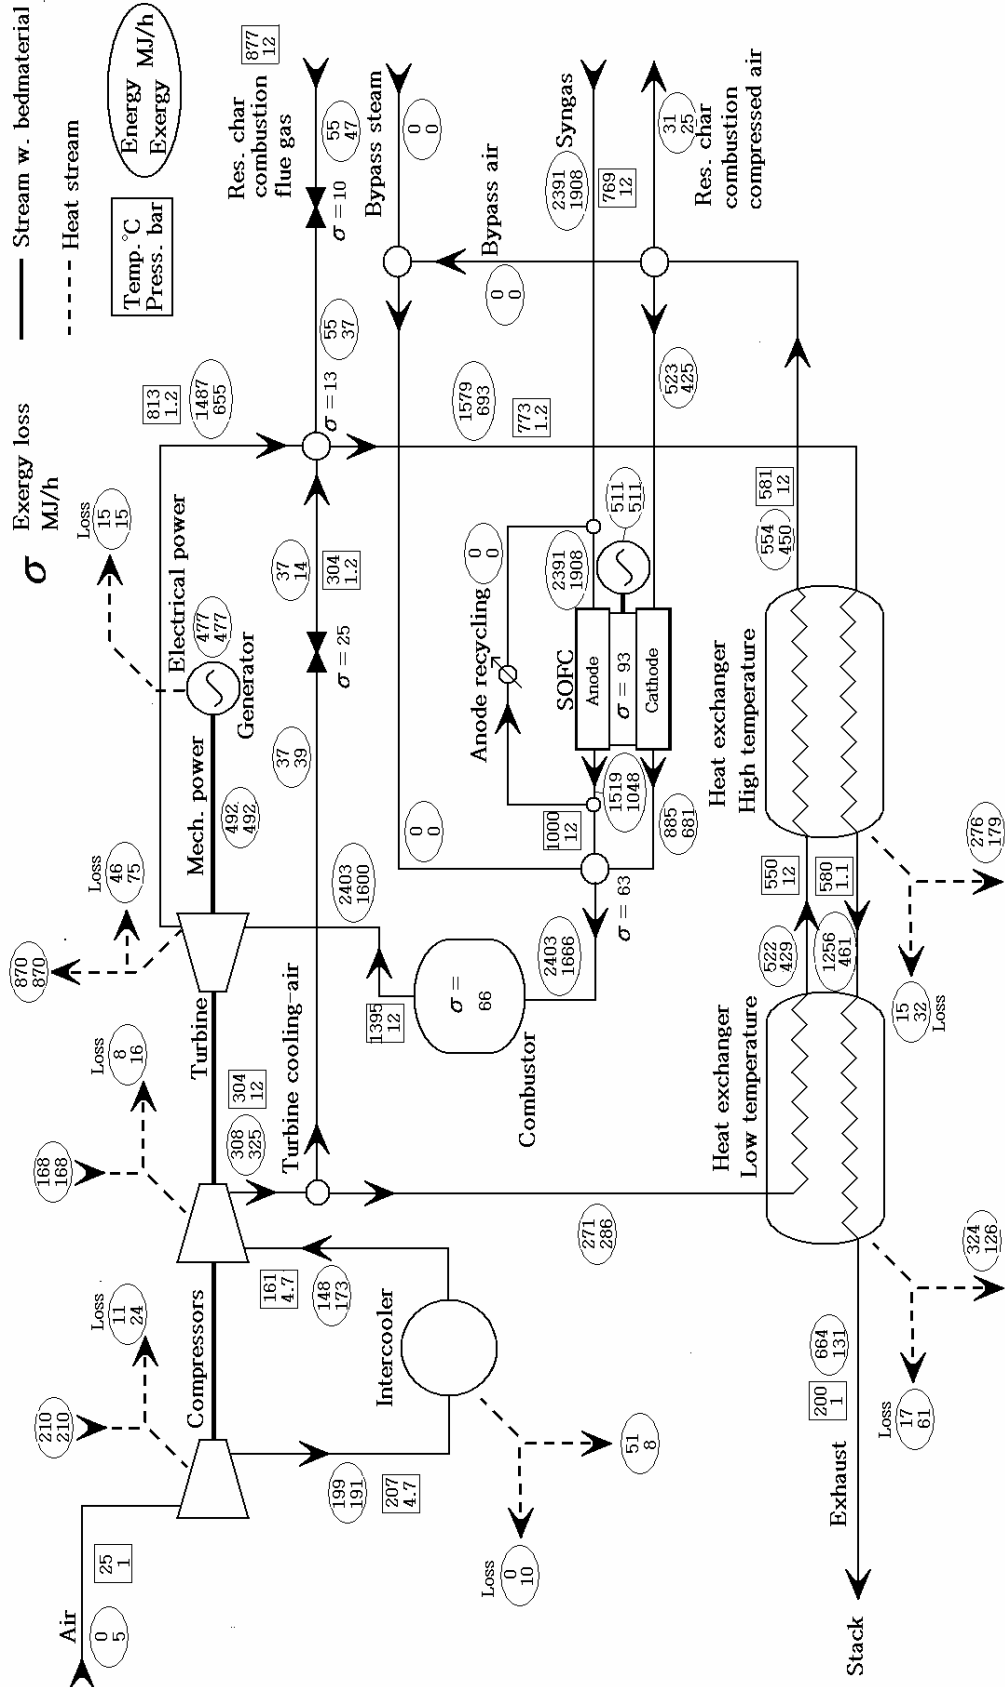 σ Exergy loss
MJ/h
Stream w. bedmaterial
Heat stream
Temp. °C
Press. bar
Energy
Exergy
MJ/h
Air
0
5
25
1
210
210
Loss
11
24
Compressors
199
191
207
4.7
Intercooler
Loss
0
10
51
8
161
4.7
148
173
168
168
Loss
8
16
308
325
304
12
Turbine cooling-air
271
286
Turbine
870
870
Loss
46
75
Mech. power
492
492
Generator
477
477
Electrical power
Loss
15
15
813
1.2
1487
655
37
39
σ = 25
37
14
304
1.2
σ = 13
55
37
σ = 10
55
47
Res. char
combustion
flue gas
877
12
Bypass steam
0
0
Bypass air
0
0
Syngas
2391
1908
769
12
Res. char
combustion
compressed air
31
25
523
425
1579
693
773
1.2
0
0
Anode recycling
0
0
SOFC
Anode
σ = 93
Cathode
2391
1908
511
511
1519
1048
1000
12
885
681
σ = 63
2403
1666
Combustor
σ =
66
1395
12
2403
1600
Heat exchanger
High temperature
554
450
581
12
276
179
15
32
Loss
550
12
580
1.1
522
429
1256
461
Heat exchanger
Low temperature
324
126
Loss
17
61
664
131
200
1
Exhaust
Stack